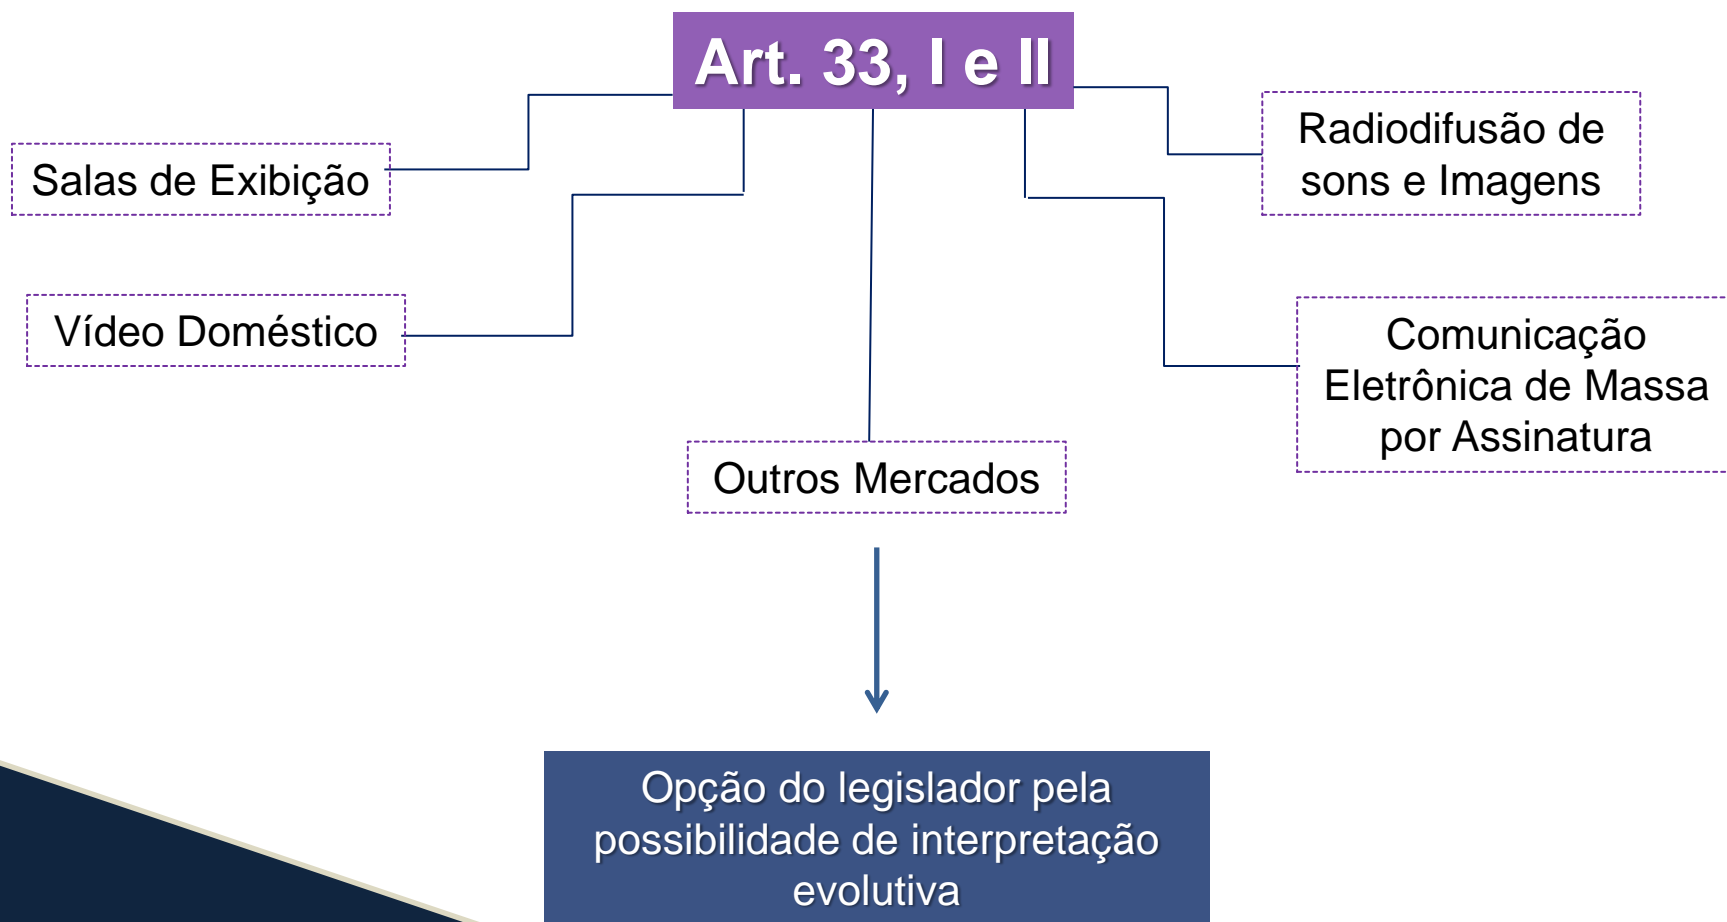 Art. 33, I e II
Salas de Exibição
Radiodifusão de
sons e Imagens
Vídeo Doméstico
Comunicação
Eletrônica de Massa
por Assinatura
Outros Mercados
Opção do legislador pela
possibilidade de interpretação
evolutiva